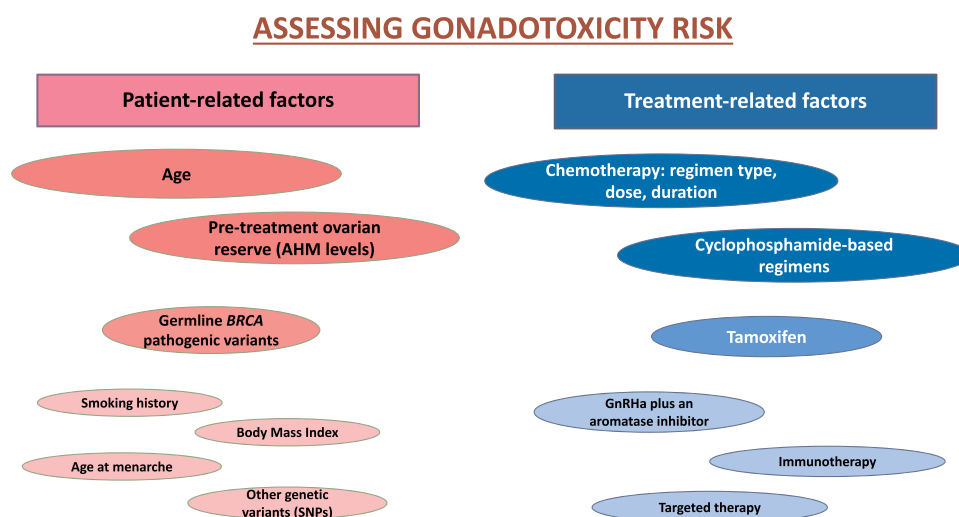 ASSESSING GONADOTOXICITY RISK
Patient-related factors
Age
Pre-treatment ovarian
reserve (AHM levels)
Germline BRCA
pathogenic variants
Smoking history
Body Mass Index
Age at menarche
Other genetic
variants (SNPs)
Treatment-related factors
Chemotherapy: regimen type,
dose, duration
Cyclophosphamide-based
regimens
Tamoxifen
GnRHa plus an
aromatase inhibitor
Immunotherapy
Targeted therapy